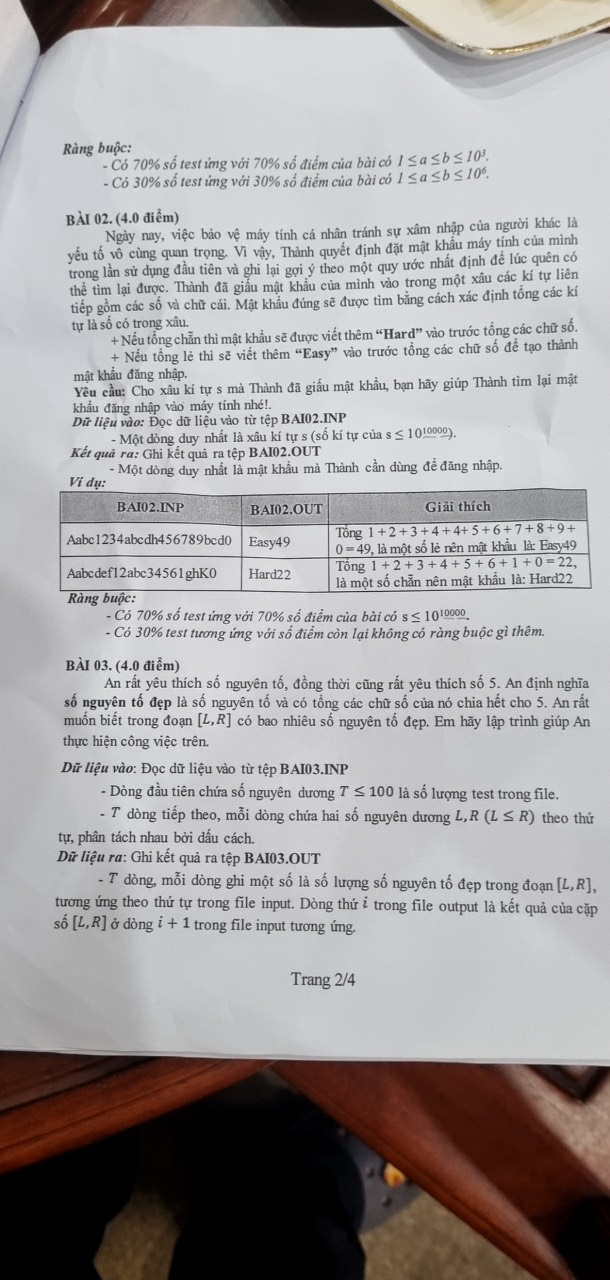 Ràng buộc:
- Có 70% số test ứng với 70% số điểm của bài có 1 ≤ a ≤ b ≤ 10³.
- Có 30% số test ứng với 30% số điểm của bài có 1 ≤ a ≤ b ≤ 10⁶.
BÀI 02. (4.0 điểm)
Ngày nay, việc bảo vệ máy tính cá nhân tránh sự xâm nhập của người khác là
yếu tố vô cùng quan trọng. Vì vậy, Thành quyết định đặt mật khẩu máy tính của mình
trong lần sử dụng đầu tiên và ghi lại gợi ý theo một quy ước nhất định để lúc quên có
thể tìm lại được. Thành đã giấu mật khẩu của mình vào trong một xâu các kí tự liên
tiếp gồm các số và chữ cái. Mật khẩu đúng sẽ được tìm bằng cách xác định tổng các kí
tự là số có trong xâu.
+ Nếu tổng chẵn thì mật khẩu sẽ được viết thêm “Hard” vào trước tổng các chữ số.
+ Nếu tổng lẻ thì sẽ viết thêm “Easy” vào trước tổng các chữ số để tạo thành
mật khẩu đăng nhập.
Yêu cầu: Cho xâu kí tự s mà Thành đã giấu mật khẩu, bạn hãy giúp Thành tìm lại mật
khẩu đăng nhập vào máy tính nhé!.
Dữ liệu vào: Đọc dữ liệu vào từ tệp BAI02.INP
- Một dòng duy nhất là xâu kí tự s (số kí tự của s ≤ 10¹⁰⁰⁰⁰).
Kết quả ra: Ghi kết quả ra tệp BAI02.OUT
- Một dòng duy nhất là mật khẩu mà Thành cần dùng để đăng nhập.
Ví dụ:
BAI02.INP BAI02.OUT Giải thích
Aabc1234abcdh456789bcd0 Easy49 Tổng 1 + 2 + 3 + 4 + 4+ 5 + 6 + 7 + 8 + 9 +
0 = 49, là một số lẻ nên mật khẩu là: Easy49
Aabcdef12abc34561ghK0 Hard22 Tổng 1 + 2 + 3 + 4 + 5 + 6 + 1 + 0 = 22,
là một số chẵn nên mật khẩu là: Hard22
Ràng buộc:
- Có 70% số test ứng với 70% số điểm của bài có s ≤ 10¹⁰⁰⁰⁰.
- Có 30% test tương ứng với số điểm còn lại không có ràng buộc gì thêm.
BÀI 03. (4.0 điểm)
An rất yêu thích số nguyên tố, đồng thời cũng rất yêu thích số 5. An định nghĩa
số nguyên tố đẹp là số nguyên tố và có tổng các chữ số của nó chia hết cho 5. An rất
muốn biết trong đoạn [L, R] có bao nhiêu số nguyên tố đẹp. Em hãy lập trình giúp An
thực hiện công việc trên.
Dữ liệu vào: Đọc dữ liệu vào từ tệp BAI03.INP
- Dòng đầu tiên chứa số nguyên dương T ≤ 100 là số lượng test trong file.
- T dòng tiếp theo, mỗi dòng chứa hai số nguyên dương L, R (L ≤ R) theo thứ
tự, phân tách nhau bởi dấu cách.
Dữ liệu ra: Ghi kết quả ra tệp BAI03.OUT
- T dòng, mỗi dòng ghi một số là số lượng số nguyên tố đẹp trong đoạn [L, R],
tương ứng theo thứ tự trong file input. Dòng thứ i trong file output là kết quả của cặp
số [L, R] ở dòng i + 1 trong file input tương ứng.
Trang 2/4